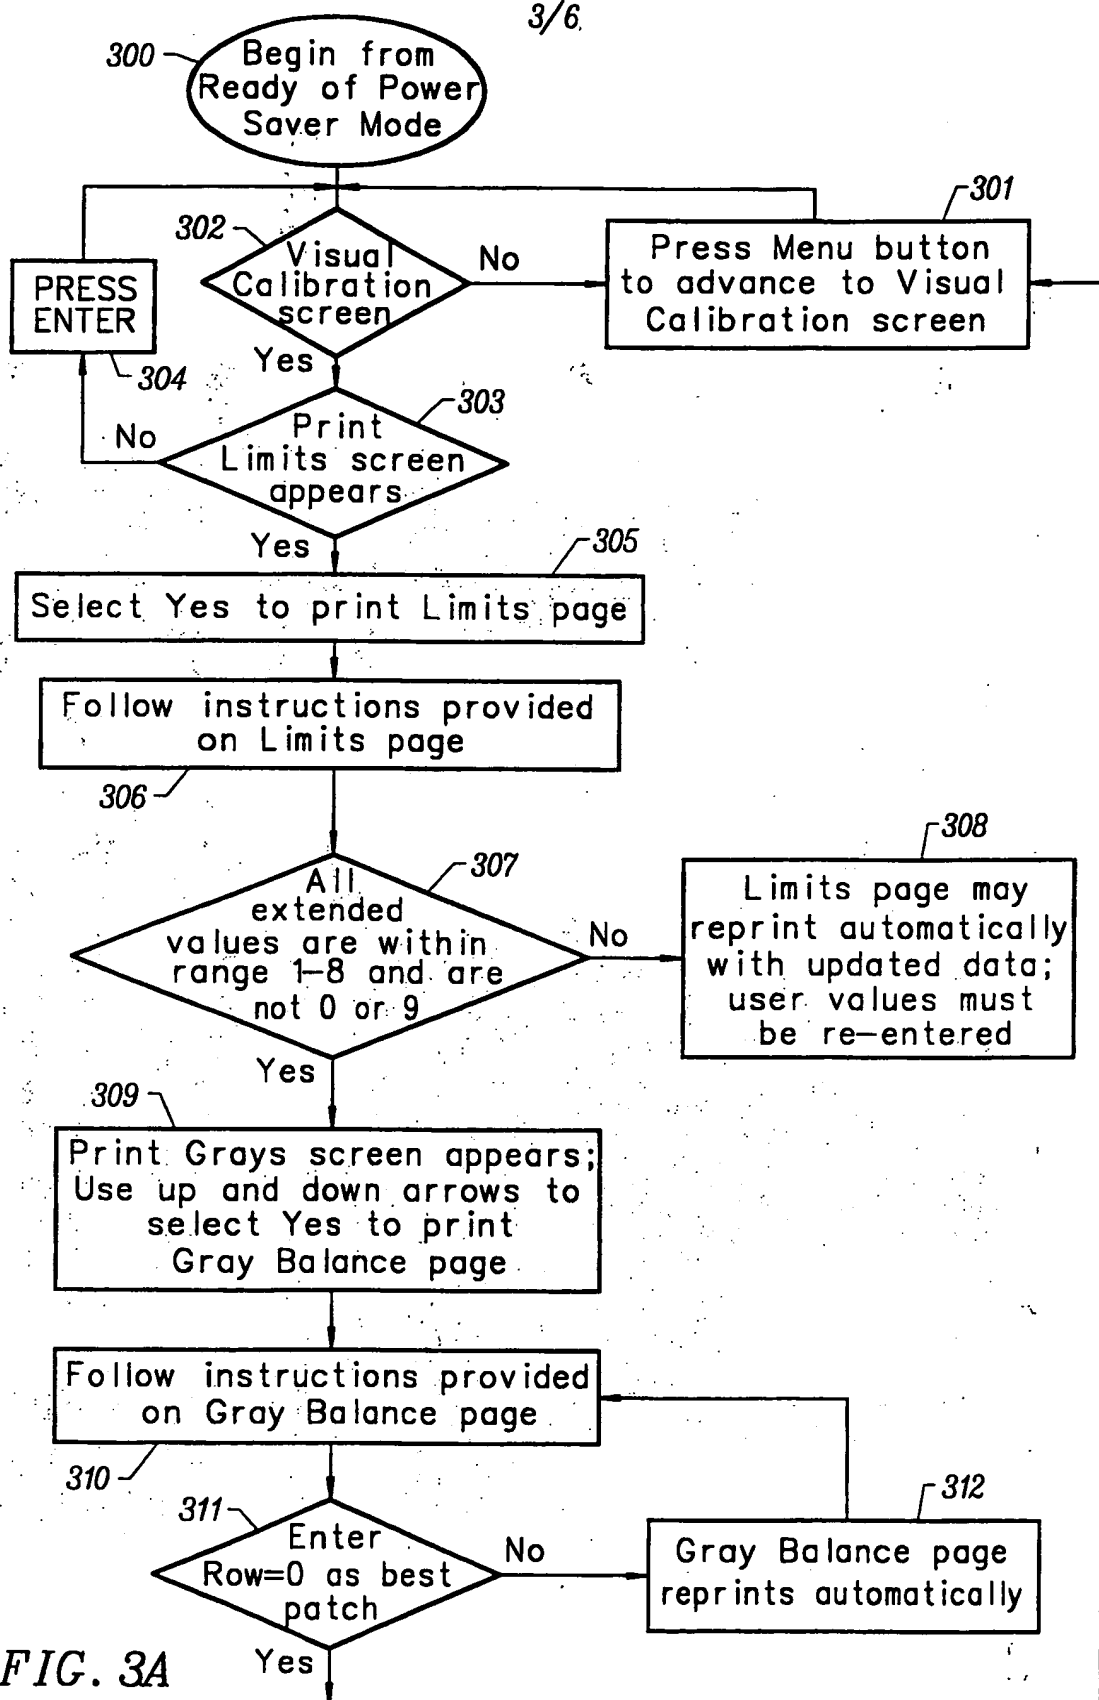 3/6
300
Begin from
Ready of Power
Saver Mode
301
302
Visual
Calibration
screen
No
Press Menu button
to advance to Visual
Calibration screen
PRESS
ENTER
304
Yes
303
Print
Limits screen
appears
No
Yes
305
Select Yes to print Limits page
Follow instructions provided
on Limits page
306
307
All
extended
values are within
range 1-8 and are
not 0 or 9
No
308
Limits page may
reprint automatically
with updated data;
user values must
be re-entered
Yes
309
Print Grays screen appears;
Use up and down arrows to
select Yes to print
Gray Balance page
Follow instructions provided
on Gray Balance page
310
311
Enter
Row=0 as best
patch
No
312
Gray Balance page
reprints automatically
Yes
FIG. 3A